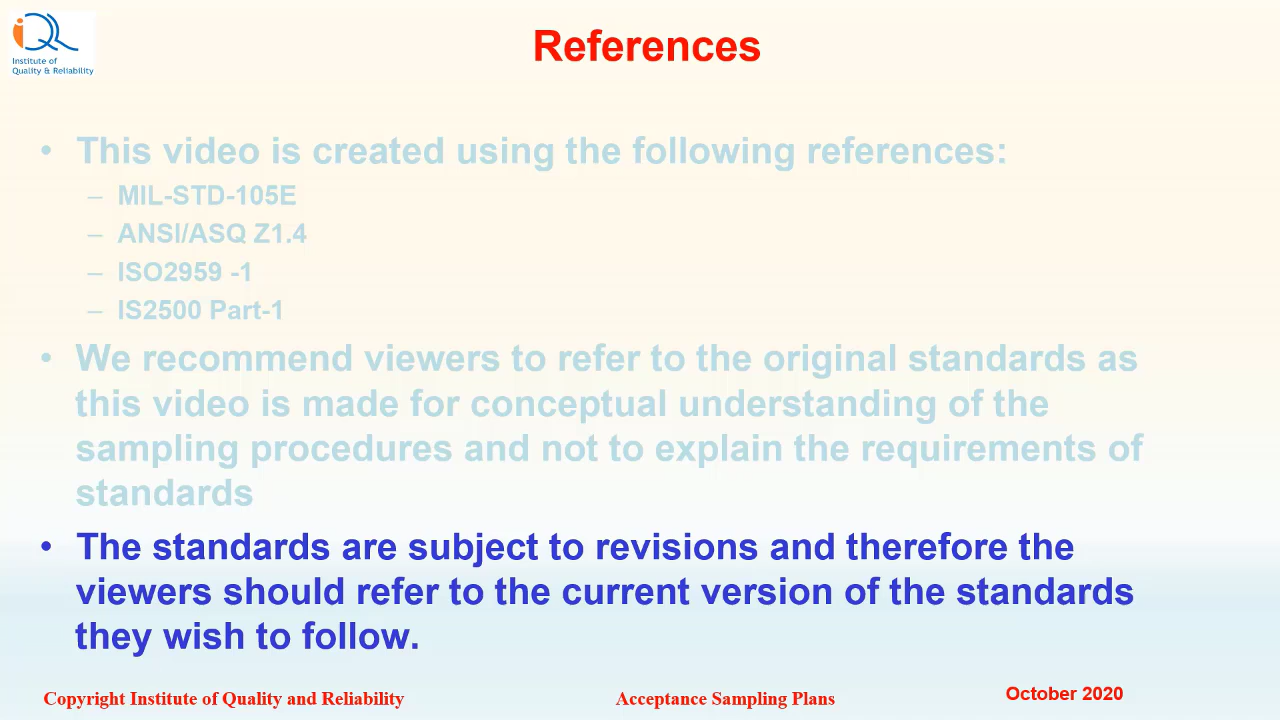 iQR
Institute of
Quality & Reliability
References
• This video is created using the following references:
– MIL-STD-105E
– ANSI/ASQ Z1.4
– ISO2959 -1
– IS2500 Part-1
• We recommend viewers to refer to the original standards as
this video is made for conceptual understanding of the
sampling procedures and not to explain the requirements of
standards
• The standards are subject to revisions and therefore the
viewers should refer to the current version of the standards
they wish to follow.
Copyright Institute of Quality and Reliability
Acceptance Sampling Plans
October 2020